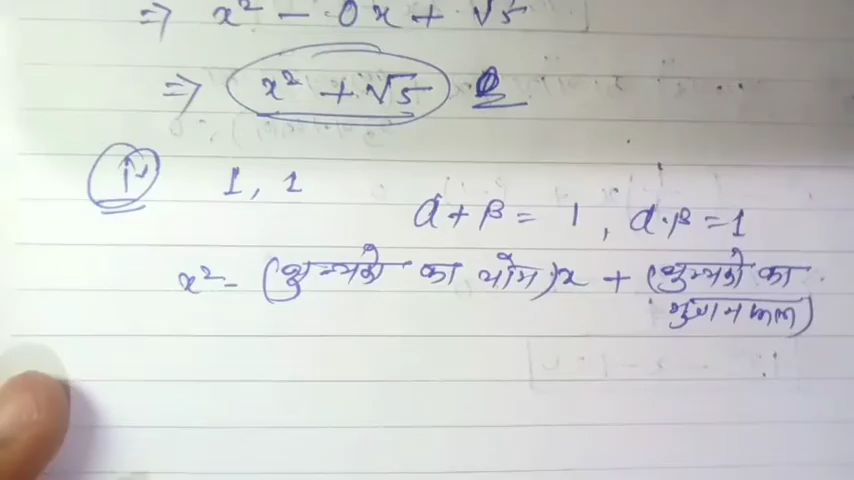 ⇒ x² - 0x + √5
⇒ x² + √5
iv 1, 1
α + β = 1, α·β = 1
x² - (शून्यको का योग)x + (शून्यको का
गुणनफल)